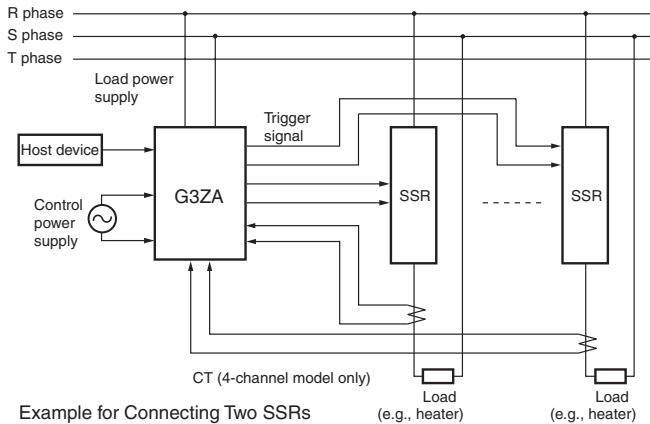 R phase
S phase
T phase
Load power
supply
Trigger
signal
Host device
G3ZA
SSR
SSR
Control
power
supply
CT (4-channel model only)
Load
(e.g., heater)
Load
(e.g., heater)
Example for Connecting Two SSRs